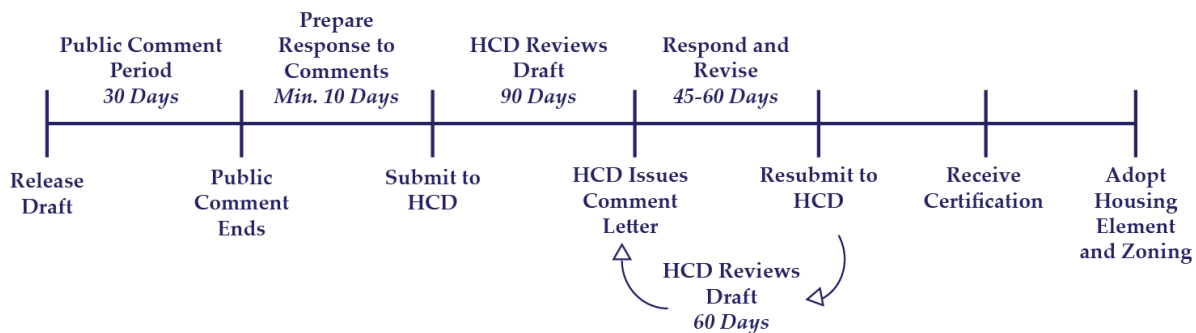 Public Comment
Period
30 Days
Prepare
Response to
Comments
Min. 10 Days
HCD Reviews
Draft
90 Days
Respond and
Revise
45-60 Days
Release
Draft
Public
Comment
Ends
Submit to
HCD
HCD Issues
Comment
Letter
Resubmit to
HCD
Receive
Certification
Adopt
Housing
Element
and Zoning
HCD Reviews
Draft
60 Days